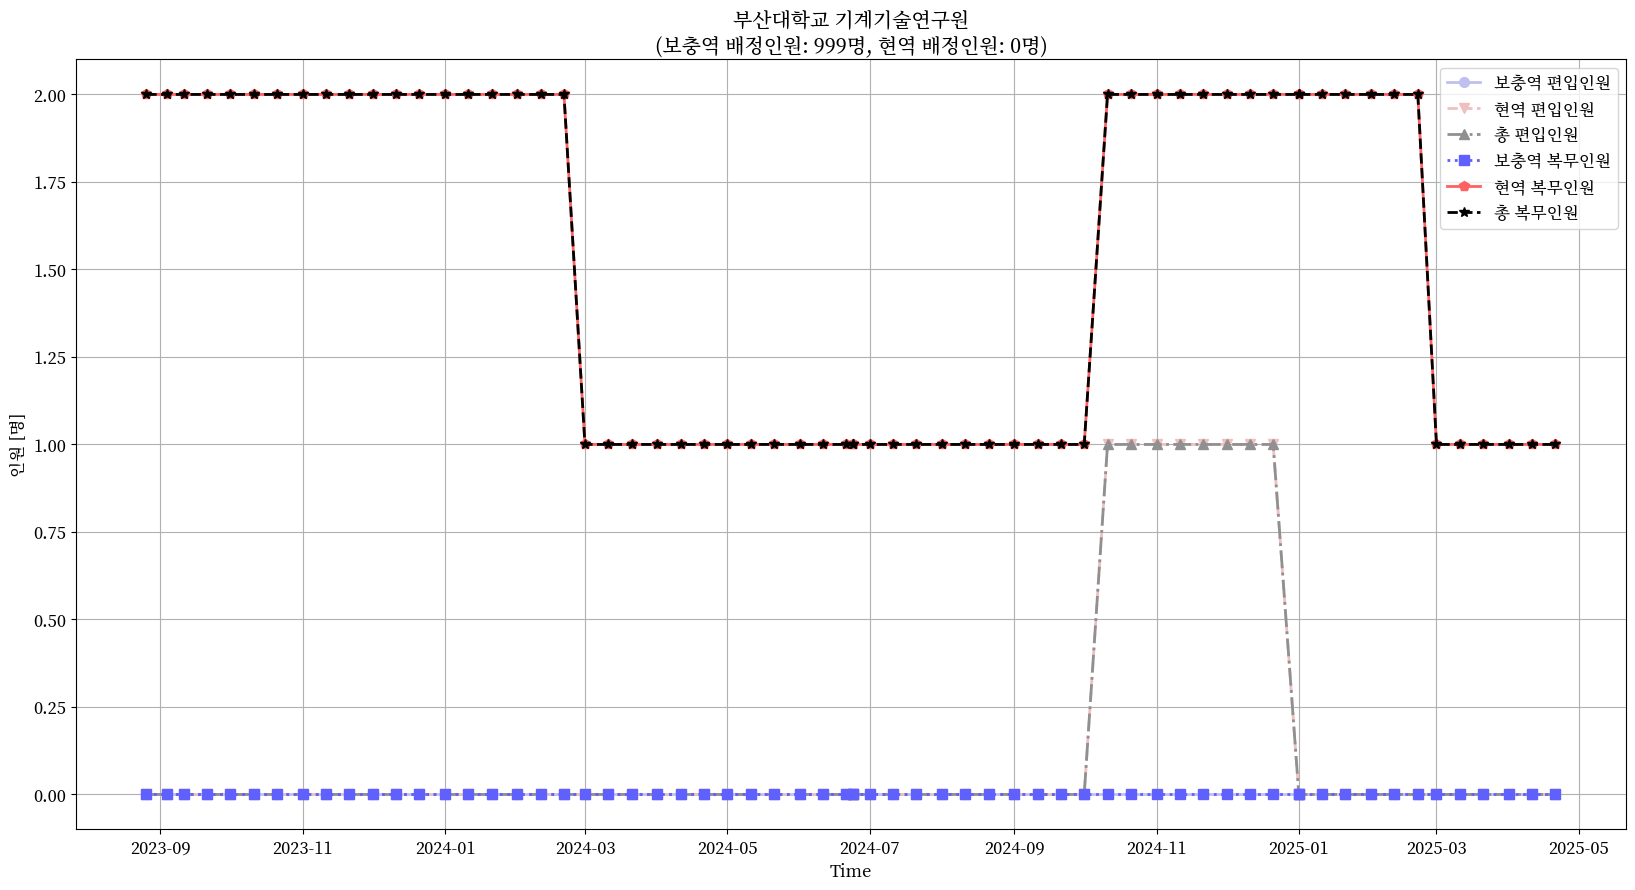 부산대학교 기계기술연구원
(보충역 배정인원: 999명, 현역 배정인원: 0명)
2.00
1.75
1.50
1.25
1.00
0.75
0.50
0.25
0.00
인원 [명]
보충역 편입인원
현역 편입인원
총 편입인원
보충역 복무인원
현역 복무인원
총 복무인원
2023-09
2023-11
2024-01
2024-03
2024-05
2024-07
2024-09
2024-11
2025-01
2025-03
2025-05
Time